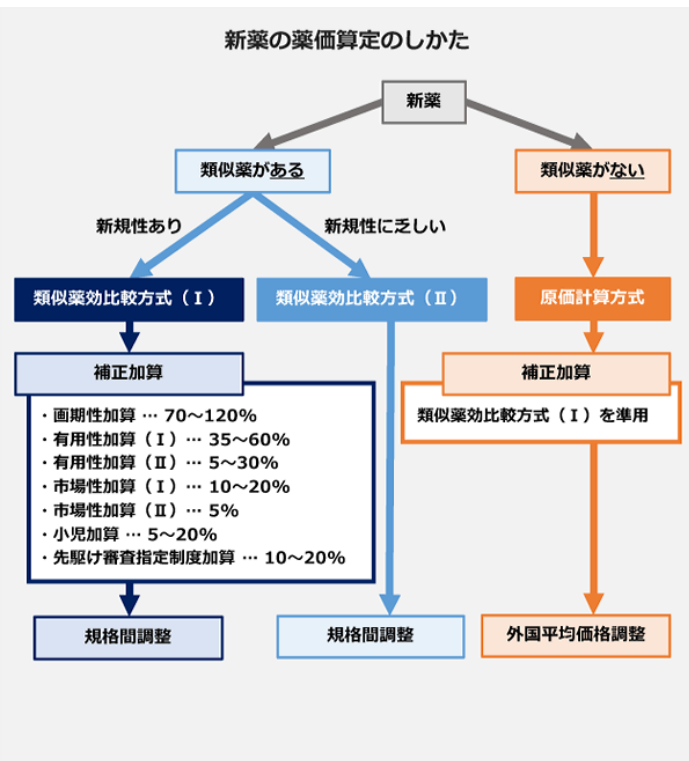 新薬の薬価算定のしかた
新薬
類似薬がある
類似薬がない
新規性あり
新規性に乏しい
類似薬効比較方式（Ⅰ）
類似薬効比較方式（Ⅱ）
原価計算方式
補正加算
補正加算
・画期性加算 … 70～120%
・有用性加算（Ⅰ）… 35～60%
・有用性加算（Ⅱ）… 5～30%
・市場性加算（Ⅰ）… 10～20%
・市場性加算（Ⅱ）… 5%
・小児加算 … 5～20%
・先駆け審査指定制度加算 … 10～20%
類似薬効比較方式（Ⅰ）を準用
規格間調整
規格間調整
外国平均価格調整